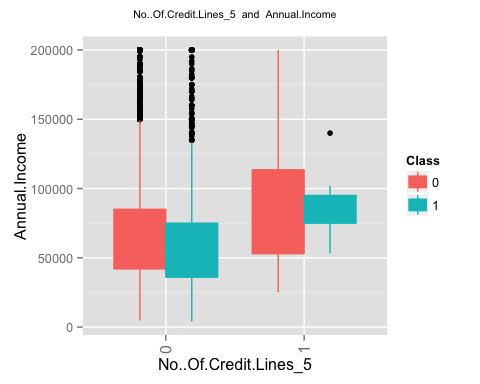 No..Of.Credit.Lines_5 and Annual.Income
200000
150000
100000
50000
0
Annual.Income
0
1
No..Of.Credit.Lines_5
Class
0
1